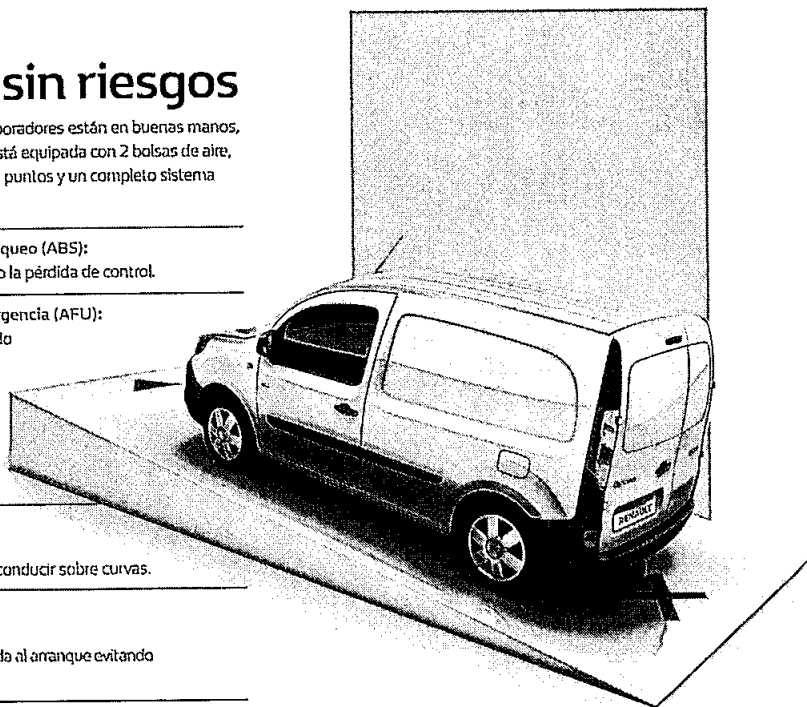 sin riesgos
boradores están en buenas manos,
stá equipada con 2 bolsas de aire,
puntos y un completo sistema
queo (ABS):
o la pérdida de control.
rgencia (AFU):
do
conducir sobre curvas.
da al arranque evitando
RENAULT